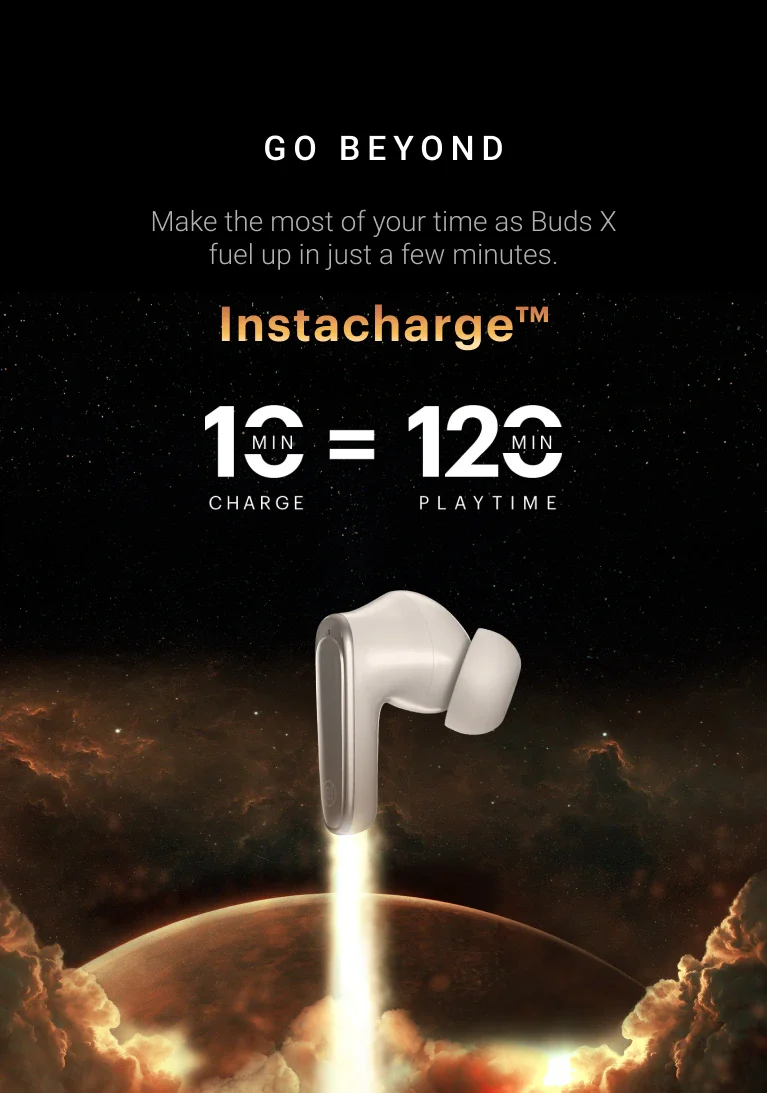 GO BEYOND
Make the most of your time as Buds X
fuel up in just a few minutes.
Instacharge™
10 MIN = 120 MIN
CHARGE PLAYTIME